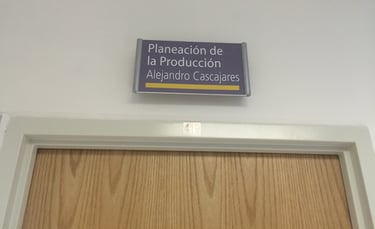 Planeación de
la Producción
Alejandro Cascajares